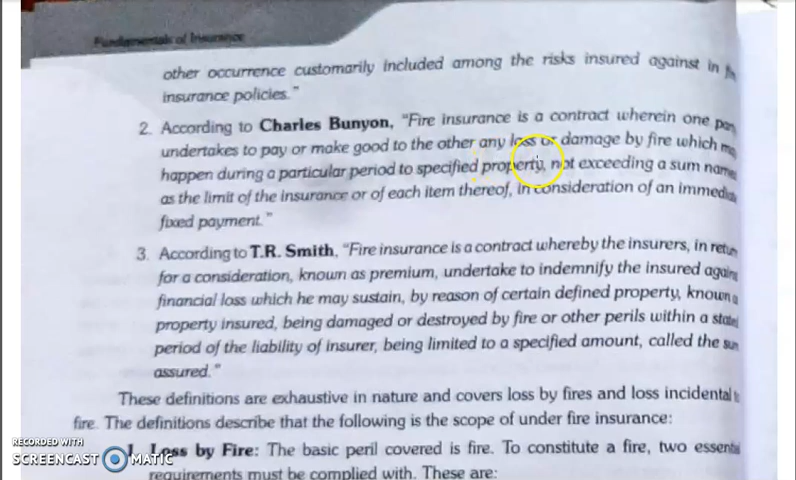 Fundamentals of Insurance
other occurrence customarily included among the risks insured against in
insurance policies."
2. According to Charles Bunyon, "Fire insurance is a contract wherein one
undertakes to pay or make good to the other any loss or damage by fire which
happen during a particular period to specified property, not exceeding a sum
as the limit of the insurance or of each item thereof, in consideration of an
fixed payment."
3. According to T.R. Smith, "Fire insurance is a contract whereby the insurers, in
for a consideration, known as premium, undertake to indemnify the insured
financial loss which he may sustain, by reason of certain defined property, known
property insured, being damaged or destroyed by fire or other perils within a
period of the liability of insurer, being limited to a specified amount, called the
assured."
These definitions are exhaustive in nature and covers loss by fires and loss incidental
fire. The definitions describe that the following is the scope of under fire insurance:
1. Loss by Fire: The basic peril covered is fire. To constitute a fire, two
requirements must be complied with. These are:
RECORDED WITH
SCREENCAST MATIC